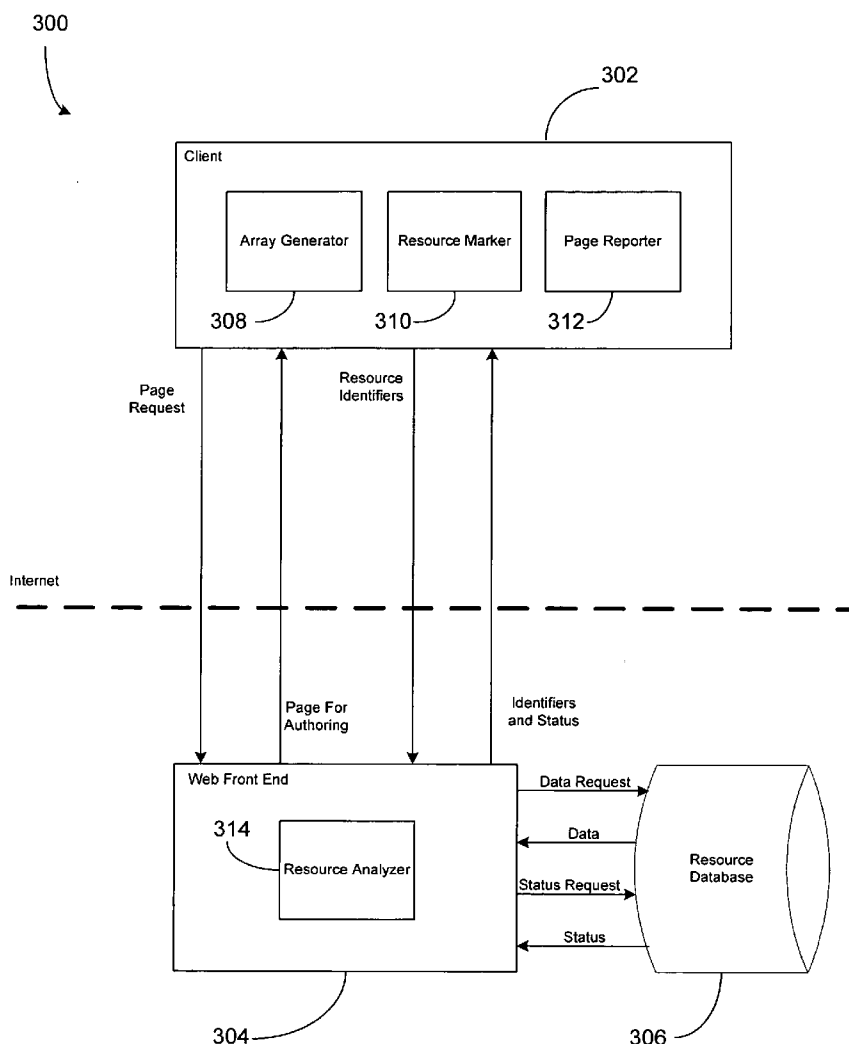 300
302
Client
Array Generator
Resource Marker
Page Reporter
308
310
312
Page
Request
Resource
Identifiers
Internet
Page For
Authoring
Identifiers
and Status
Web Front End
314
Resource Analyzer
Data Request
Data
Status Request
Status
Resource
Database
304
306